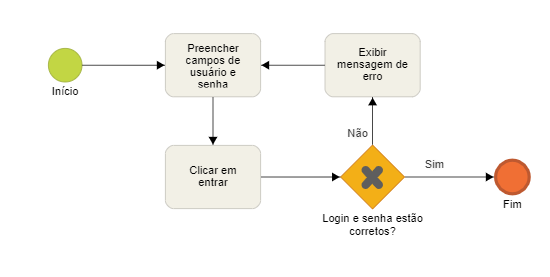 Início
Preencher
campos de
usuário e
senha
Exibir
mensagem de
erro
Não
Clicar em
entrar
Sim
Login e senha estão
corretos?
Fim